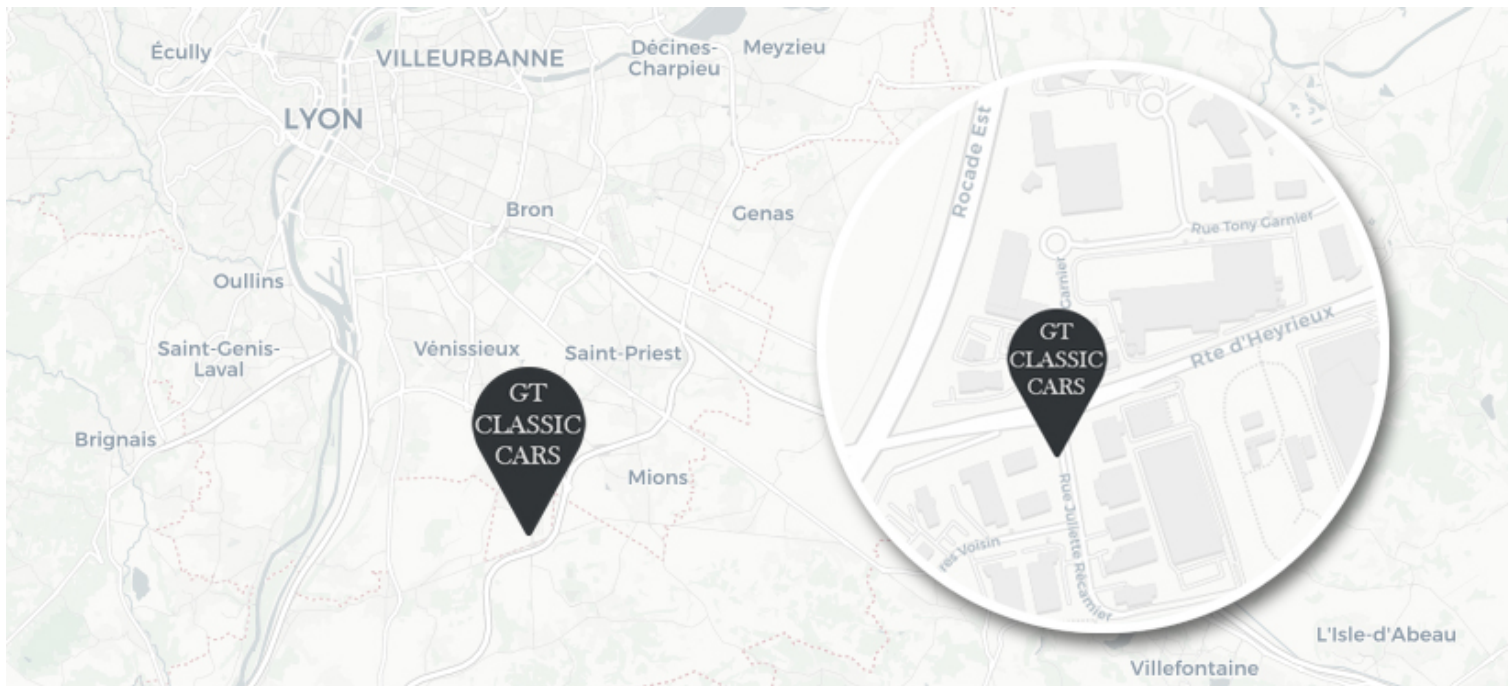 Écully
VILLEURBANNE
Décines-
Charpieu
Meyzieu
LYON
Bron
Genas
Oullins
Saint-Genis-
Laval
Vénissieux
Saint-Priest
Brignais
GT
CLASSIC
CARS
Mions
Rocade Est
Rue Tony Garnier
Garnier
GT
CLASSIC
CARS
Rte d'Heyrieux
res Voisin
Rue Juliette Récamier
L'Isle-d'Abeau
Villefontaine